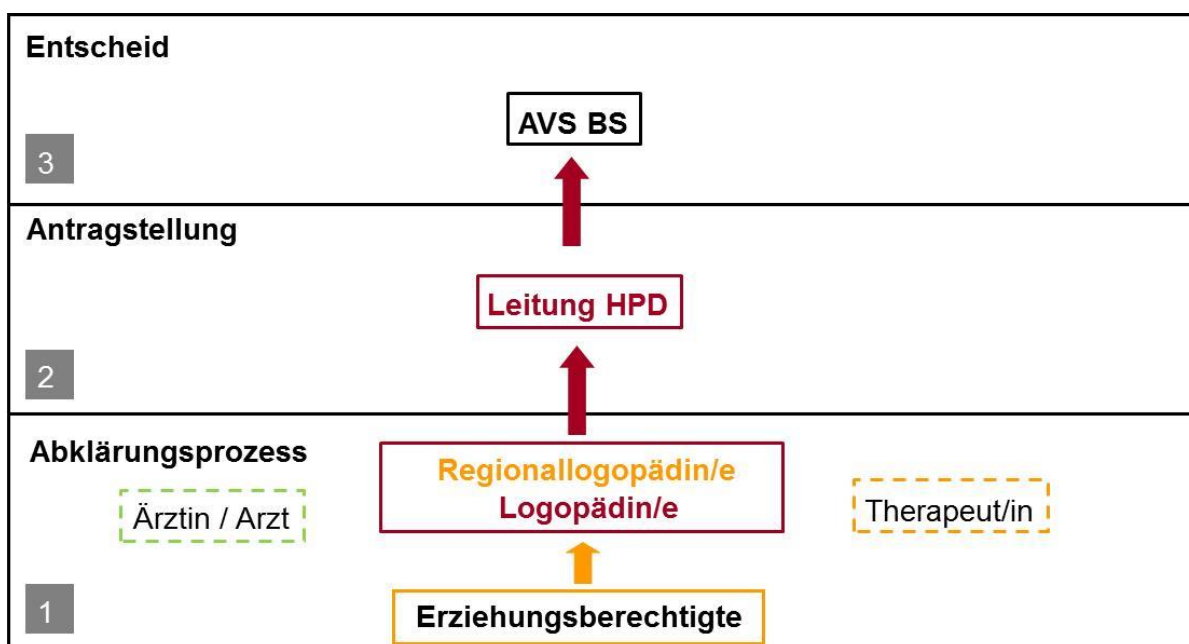 Entscheid
AVS BS
3
Antragstellung
Leitung HPD
2
Abklärungsprozess
Regionallogopädin/e
Logopädin/e
Ärztin / Arzt
Therapeut/in
1
Erziehungsberechtigte